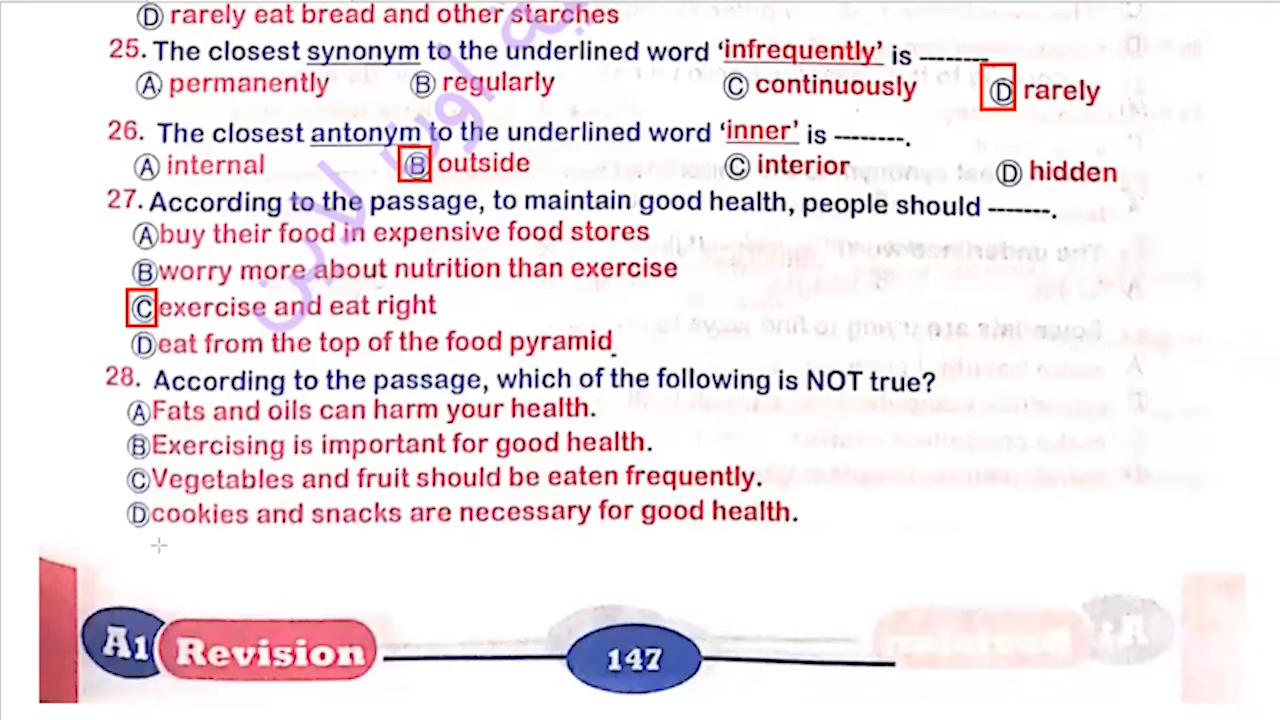 D rarely eat bread and other starches
25. The closest synonym to the underlined word ‘infrequently’ is --------
A permanently B regularly C continuously D rarely
26. The closest antonym to the underlined word ‘inner’ is --------.
A internal B outside C interior D hidden
27. According to the passage, to maintain good health, people should -------.
A buy their food in expensive food stores
B worry more about nutrition than exercise
C exercise and eat right
D eat from the top of the food pyramid
28. According to the passage, which of the following is NOT true?
A Fats and oils can harm your health.
B Exercising is important for good health.
C Vegetables and fruit should be eaten frequently.
D cookies and snacks are necessary for good health.
A1 Revision 147